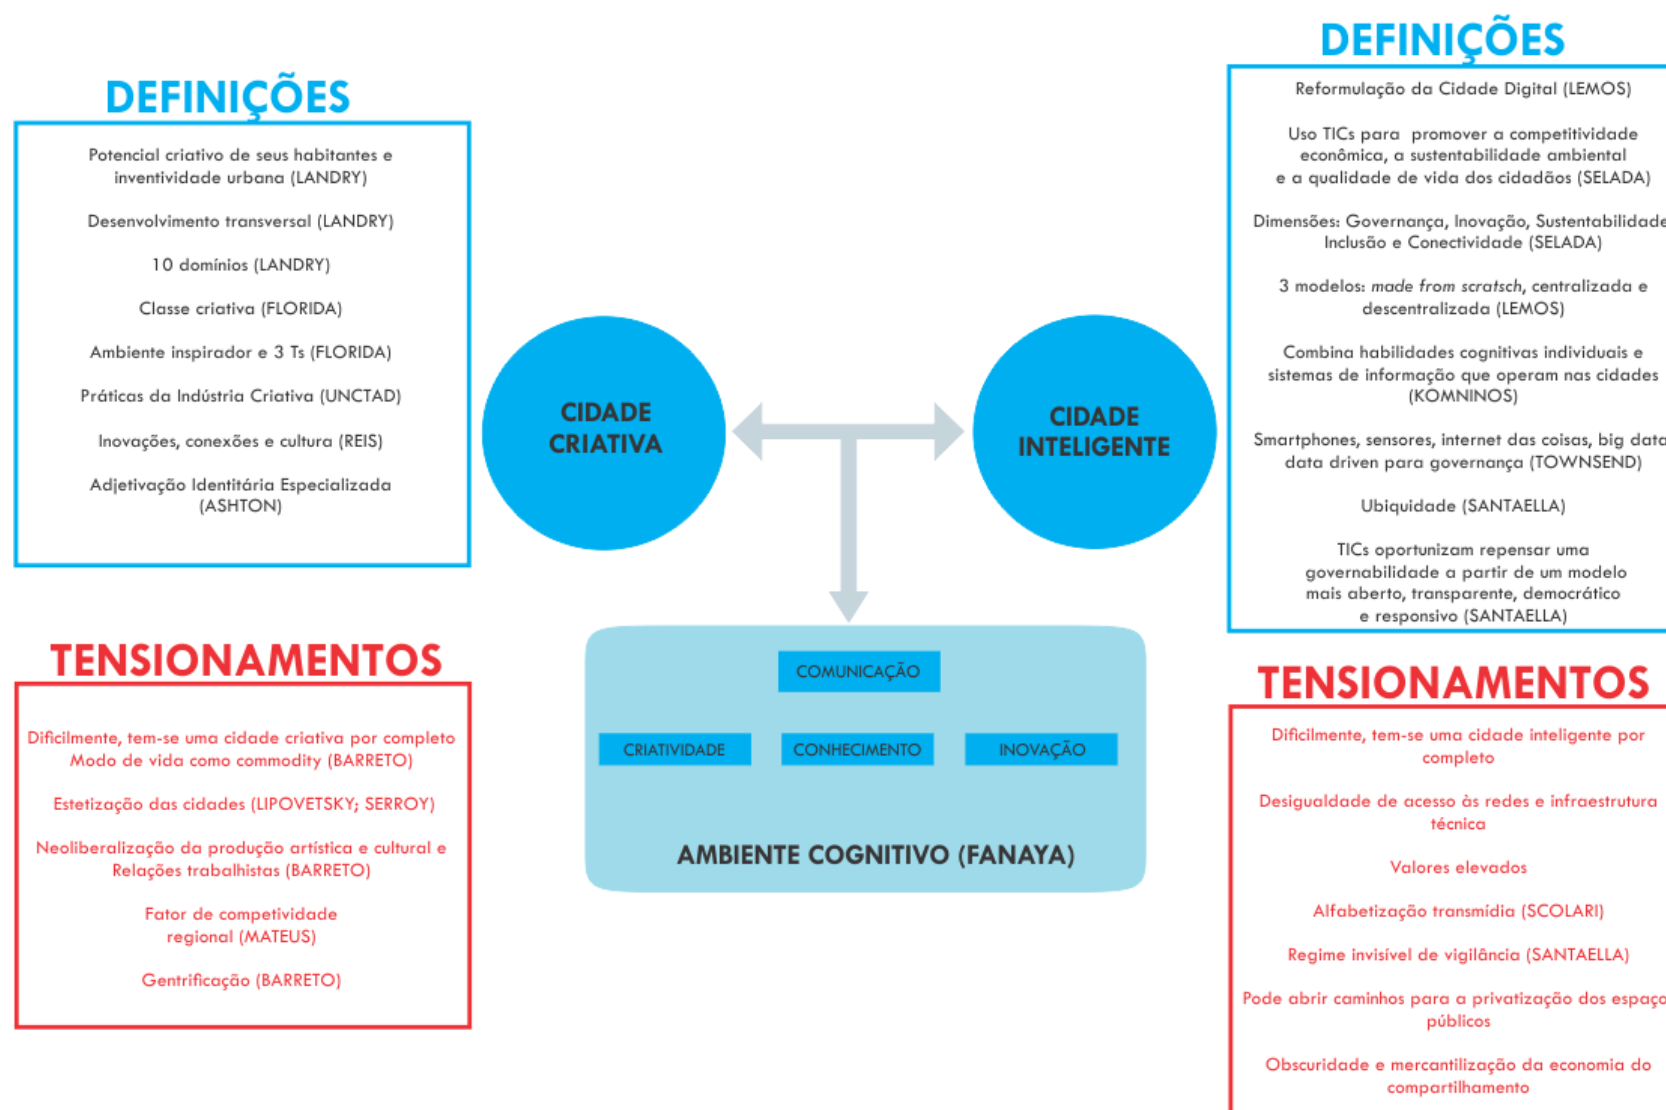 DEFINIÇÕES
Potencial criativo de seus habitantes e
inventividade urbana (LANDRY)
Desenvolvimento transversal (LANDRY)
10 domínios (LANDRY)
Classe criativa (FLORIDA)
Ambiente inspirador e 3 Ts (FLORIDA)
Práticas da Indústria Criativa (UNCTAD)
Inovações, conexões e cultura (REIS)
Adjetivação Identitária Especializada
(ASHTON)
TENSIONAMENTOS
Dificilmente, tem-se uma cidade criativa por completo
Modo de vida como commodity (BARRETO)
Estetização das cidades (LIPOVETSKY; SERROY)
Neoliberalização da produção artística e cultural e
Relações trabalhistas (BARRETO)
Fator de competividade
regional (MATEUS)
Gentrificação (BARRETO)
CIDADE
CRIATIVA
CIDADE
INTELIGENTE
COMUNICAÇÃO
CRIATIVIDADE
CONHECIMENTO
INOVAÇÃO
AMBIENTE COGNITIVO (FANAYA)
DEFINIÇÕES
Reformulação da Cidade Digital (LEMOS)
Uso TICs para promover a competitividade
econômica, a sustentabilidade ambiental
e a qualidade de vida dos cidadãos (SELADA)
Dimensões: Governança, Inovação, Sustentabilidade
Inclusão e Conectividade (SELADA)
3 modelos: made from scratsch, centralizada e
descentralizada (LEMOS)
Combina habilidades cognitivas individuais e
sistemas de informação que operam nas cidades
(KOMNINOS)
Smartphones, sensores, internet das coisas, big data
data driven para governança (TOWNSEND)
Ubiquidade (SANTAELLA)
TICs oportunizam repensar uma
governabilidade a partir de um modelo
mais aberto, transparente, democrático
e responsivo (SANTAELLA)
TENSIONAMENTOS
Dificilmente, tem-se uma cidade inteligente por
completo
Desigualdade de acesso às redes e infraestrutura
técnica
Valores elevados
Alfabetização transmídia (SCOLARI)
Regime invisível de vigilância (SANTAELLA)
Pode abrir caminhos para a privatização dos espaço
públicos
Obscuridade e mercantilização da economia do
compartilhamento